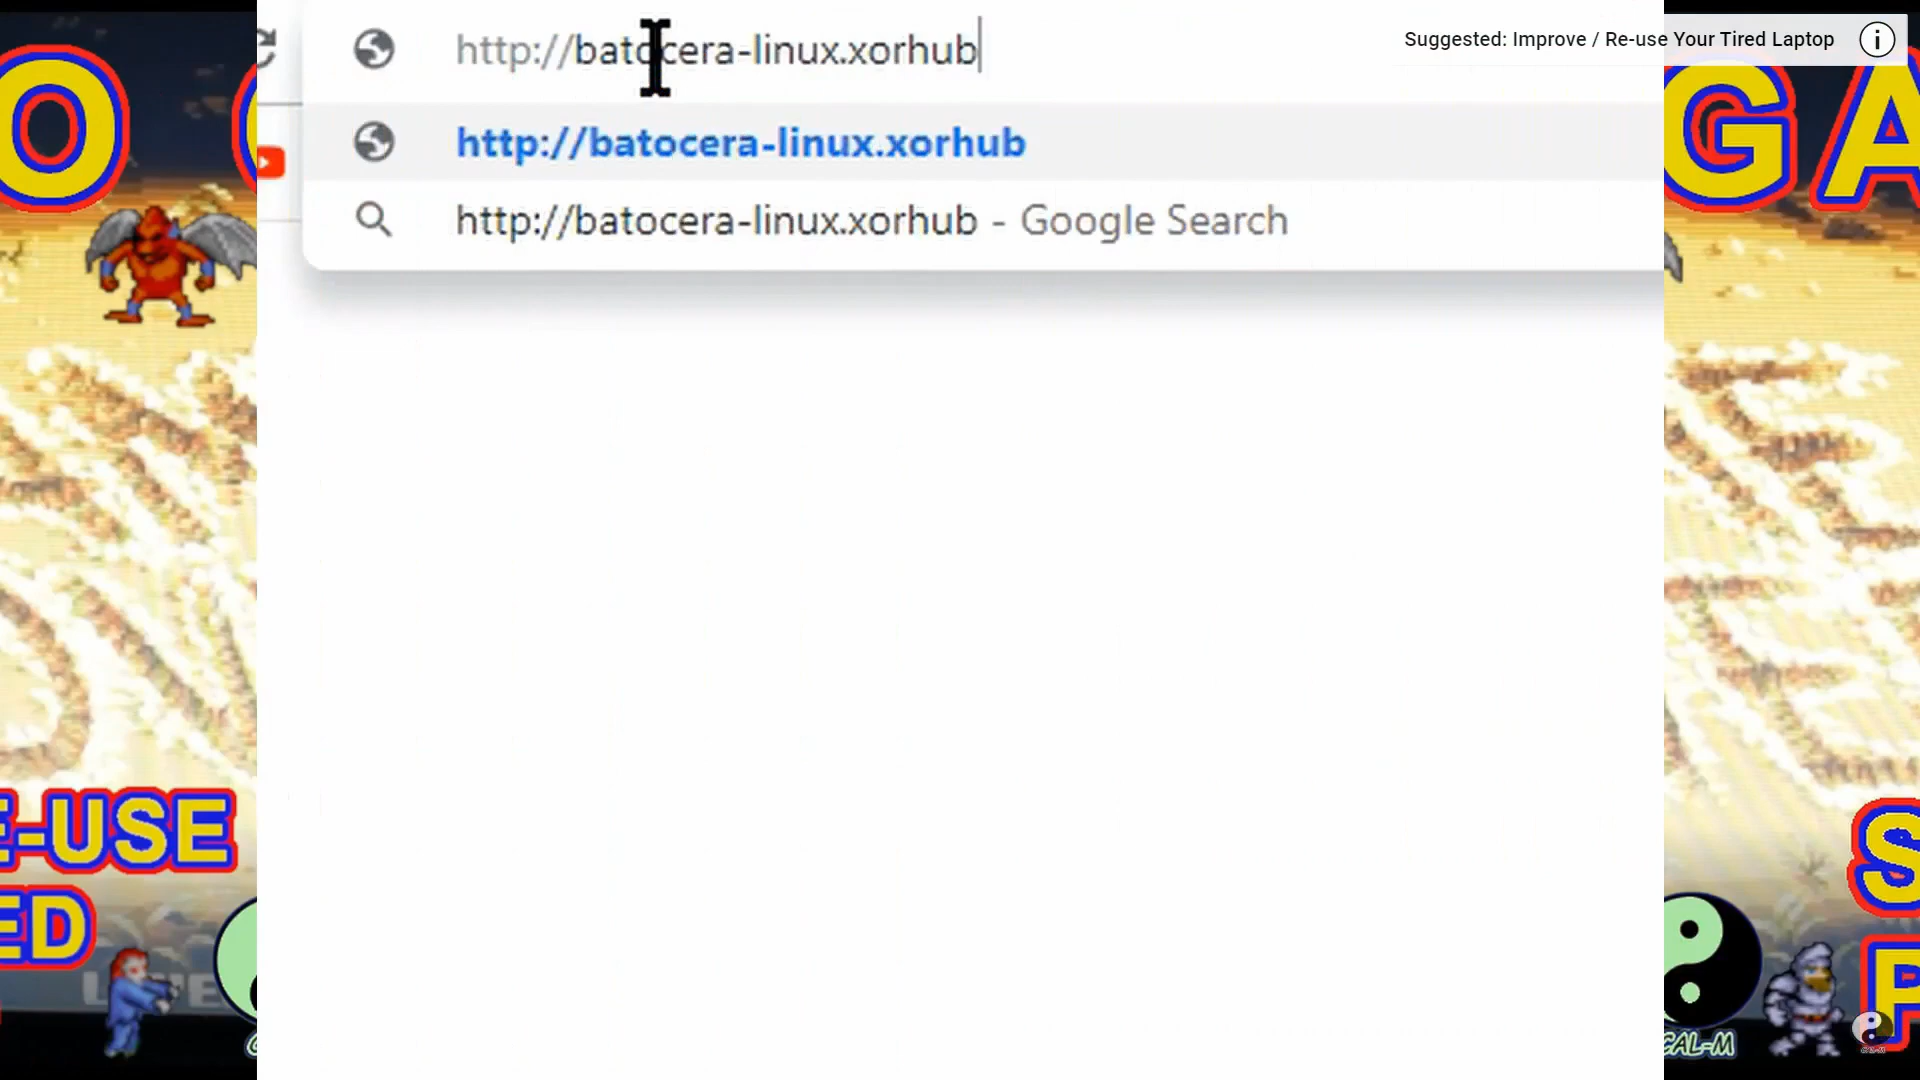 http://batocera-linux.xorhub
Suggested: Improve / Re-use Your Tired Laptop
http://batocera-linux.xorhub
http://batocera-linux.xorhub - Google Search
O
GA
E-USE
ED
S
P
CAL-M